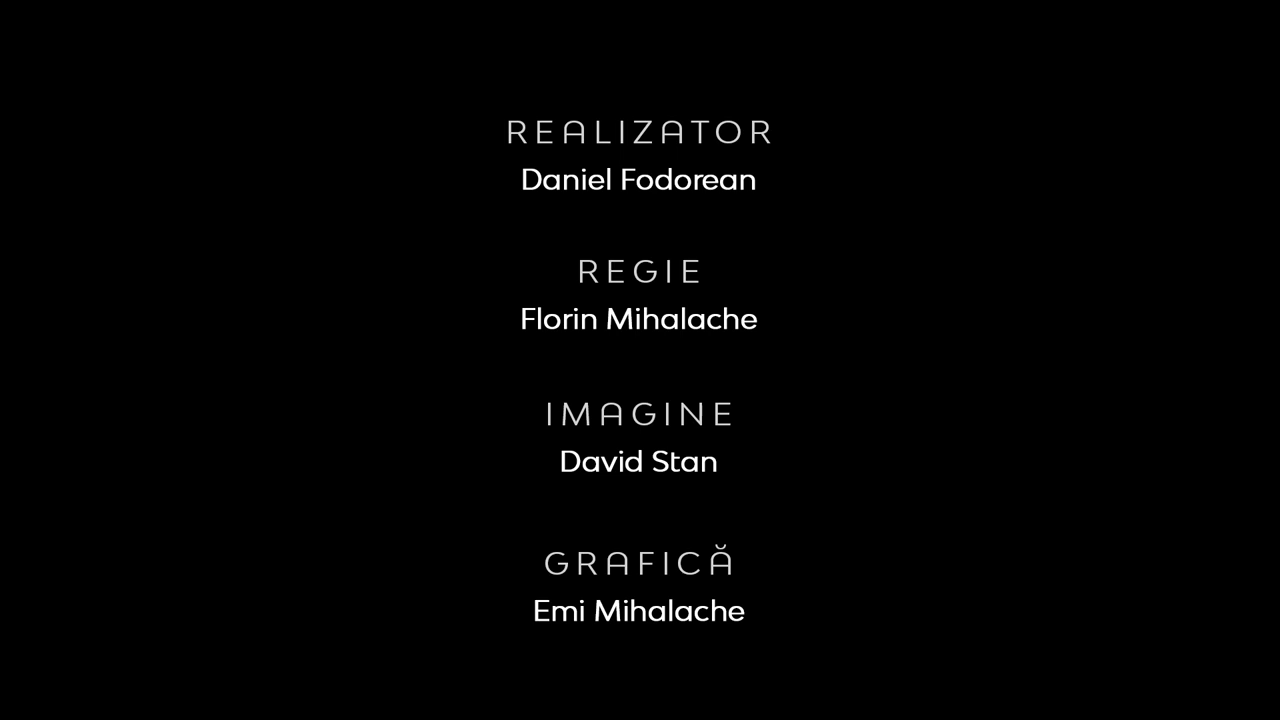 REALIZATOR
Daniel Fodorean
REGIE
Florin Mihalache
IMAGINE
David Stan
GRAFICĂ
Emi Mihalache